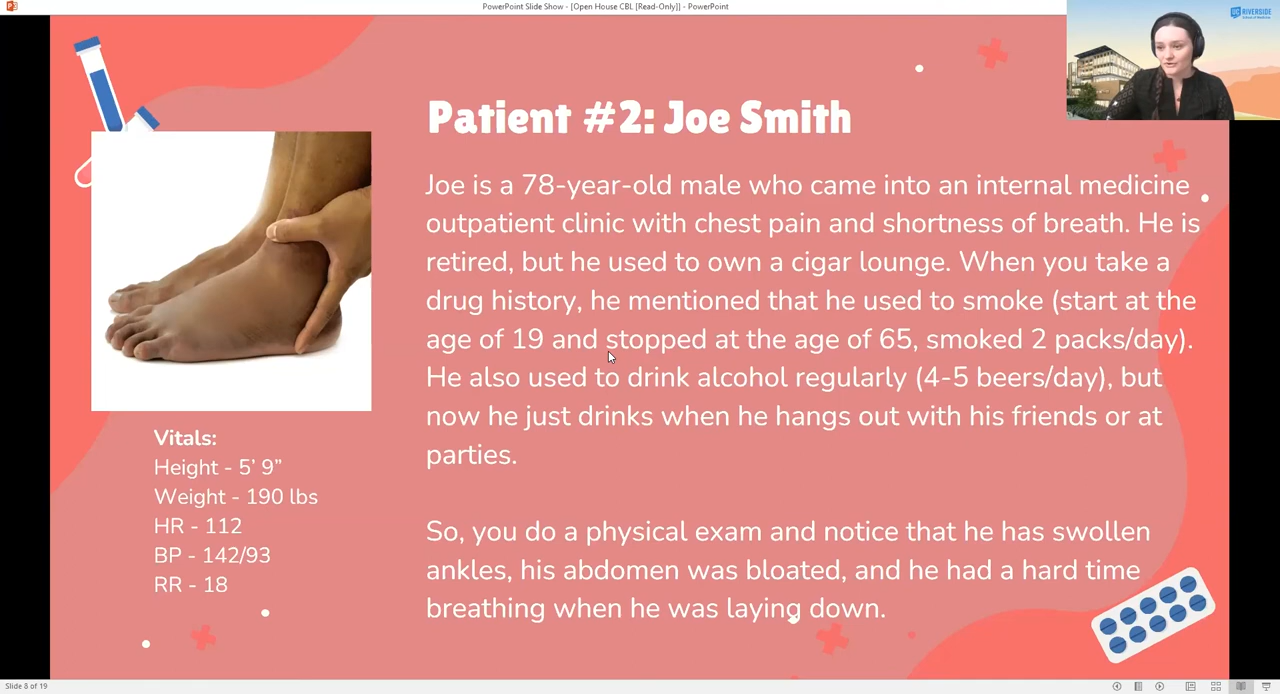 PowerPoint Slide Show - [Open House CBL [Read-Only]] - PowerPoint
UC RIVERSIDE
School of Medicine
Patient #2: Joe Smith
Joe is a 78-year-old male who came into an internal medicine
outpatient clinic with chest pain and shortness of breath. He is
retired, but he used to own a cigar lounge. When you take a
drug history, he mentioned that he used to smoke (start at the
age of 19 and stopped at the age of 65, smoked 2 packs/day).
He also used to drink alcohol regularly (4-5 beers/day), but
now he just drinks when he hangs out with his friends or at
parties.
So, you do a physical exam and notice that he has swollen
ankles, his abdomen was bloated, and he had a hard time
breathing when he was laying down.
Vitals:
Height - 5' 9”
Weight - 190 lbs
HR - 112
BP - 142/93
RR - 18
Slide 8 of 19